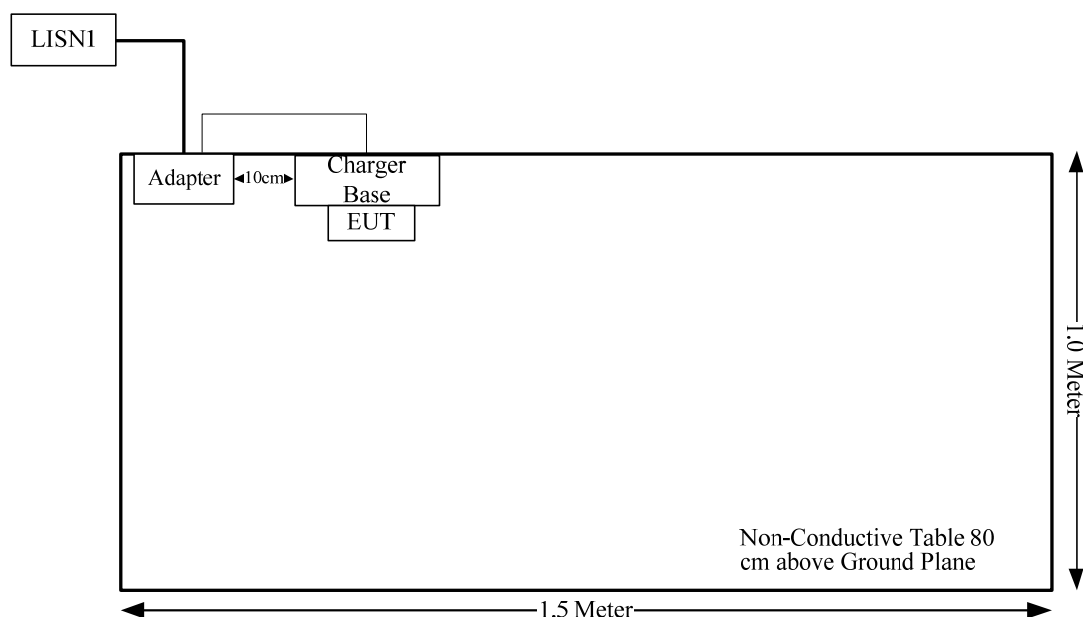 LISN1
Adapter
10cm
Charger
Base
EUT
1.0 Meter
Non-Conductive Table 80
cm above Ground Plane
1.5 Meter